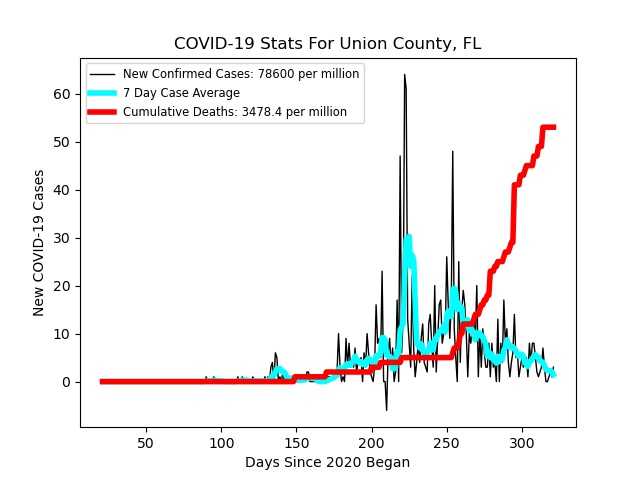 COVID-19 Stats For Union County, FL
New Confirmed Cases: 78600 per million
7 Day Case Average
Cumulative Deaths: 3478.4 per million
New COVID-19 Cases
60
50
40
30
20
10
0
50 100 150 200 250 300
Days Since 2020 Began